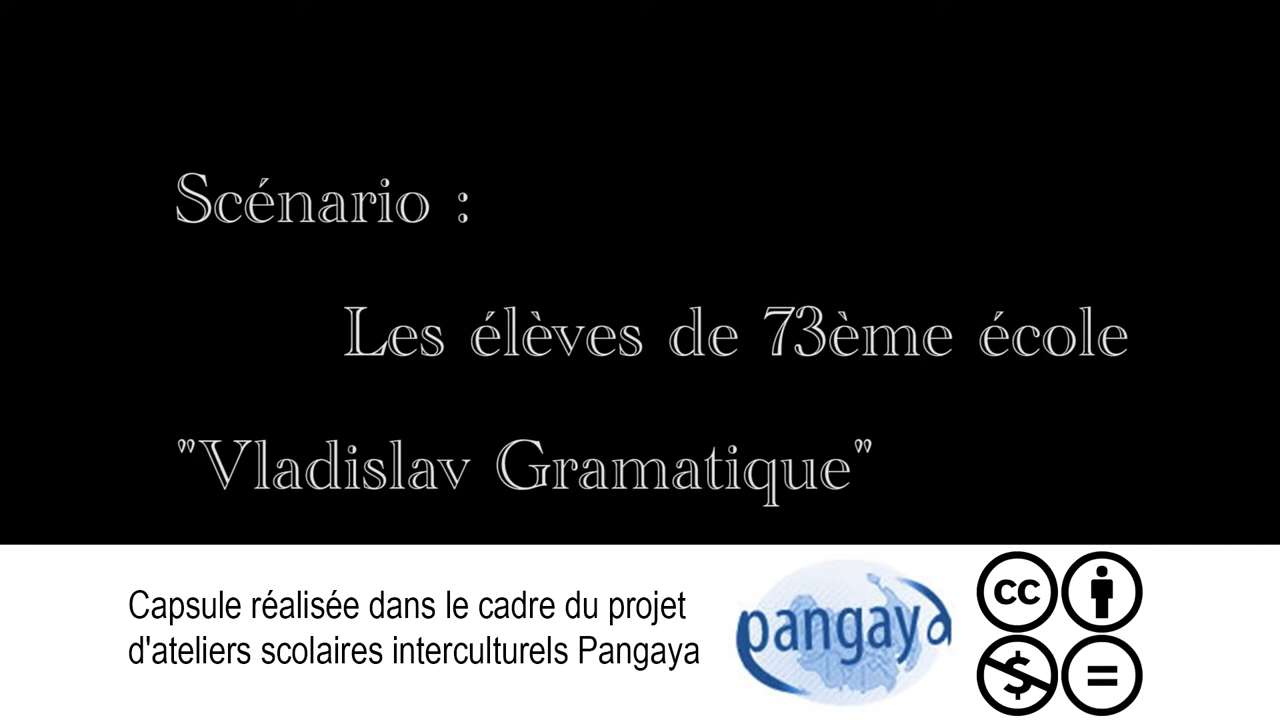 Scénario :
Les élèves de 73ème école
"Vladislav Gramatique"
Capsule réalisée dans le cadre du projet
d'ateliers scolaires interculturels Pangaya
pangaya
cc
$
=